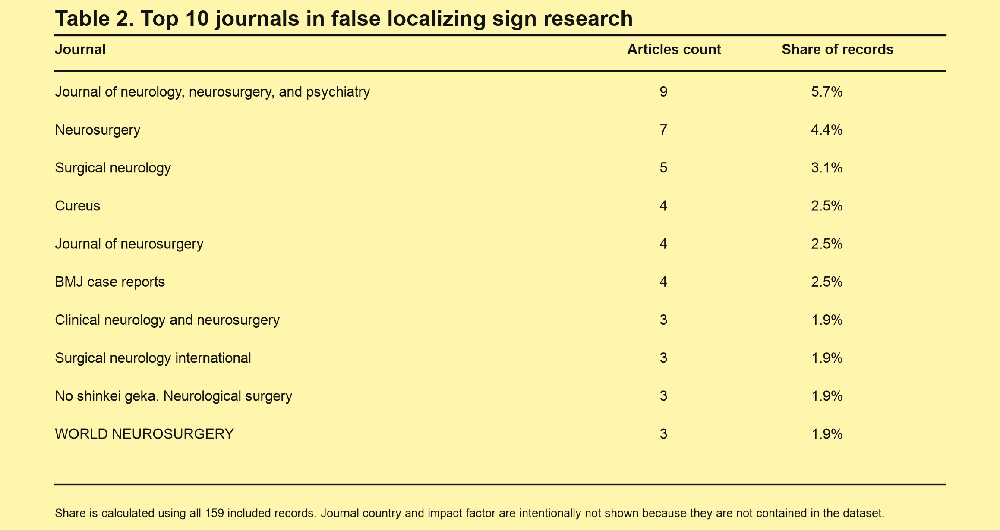 Table 2. Top 10 journals in false localizing sign research
Journal Articles count Share of records
Journal of neurology, neurosurgery, and psychiatry 9 5.7%
Neurosurgery 7 4.4%
Surgical neurology 5 3.1%
Cureus 4 2.5%
Journal of neurosurgery 4 2.5%
BMJ case reports 4 2.5%
Clinical neurology and neurosurgery 3 1.9%
Surgical neurology international 3 1.9%
No shinkei geka. Neurological surgery 3 1.9%
WORLD NEUROSURGERY 3 1.9%
Share is calculated using all 159 included records. Journal country and impact factor are intentionally not shown because they are not contained in the dataset.